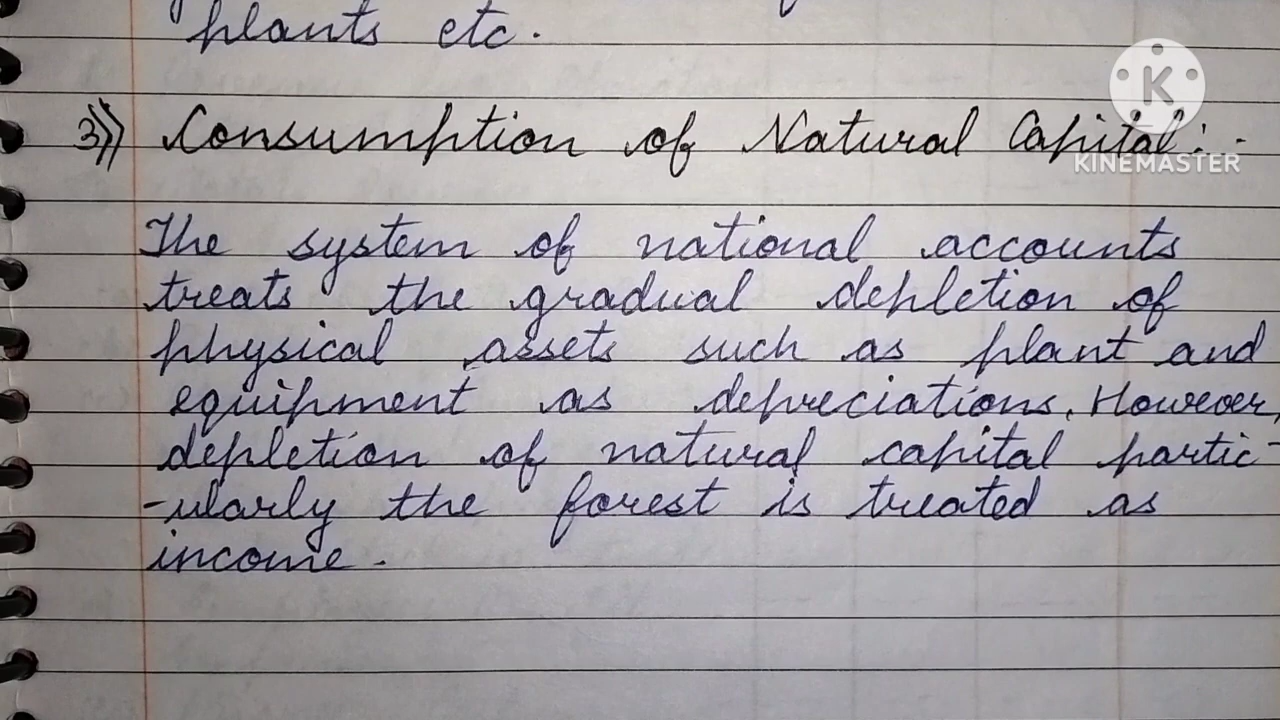 plants etc.
3)) Consumption of Natural Capital:-
KINEMASTER
The system of national accounts
treats the gradual depletion of
physical assets such as plant and
equipment as depreciations. However,
depletion of natural capital partic-
-ularly the forest is treated as
income.